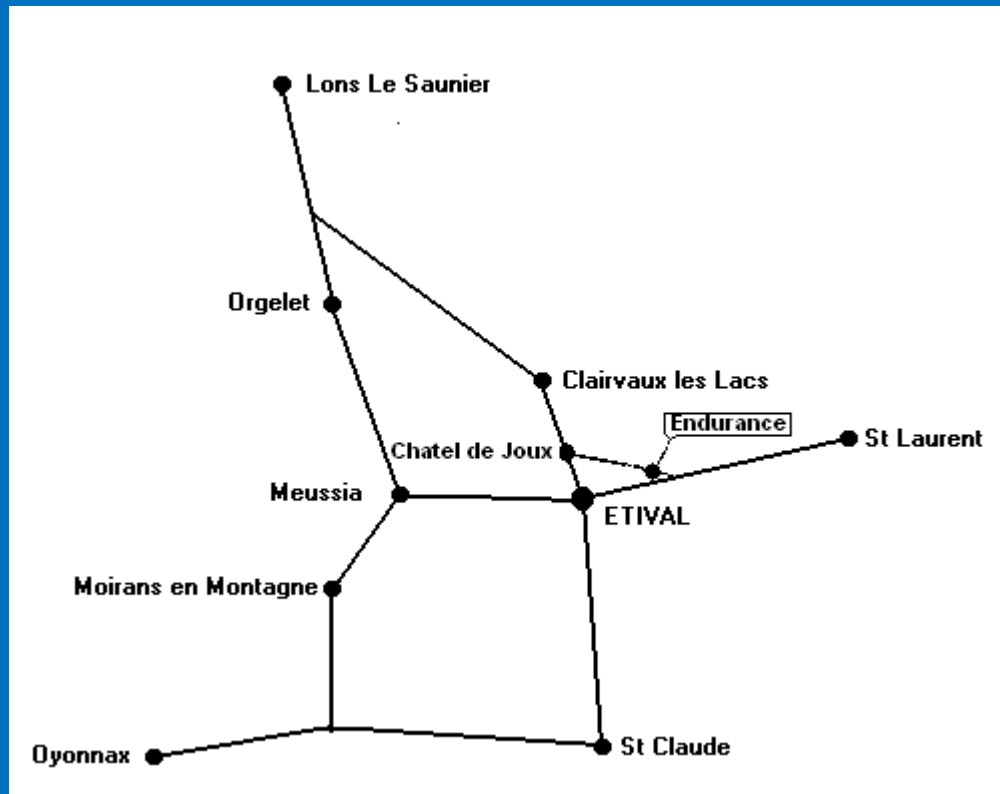 Lons Le Saunier
Orgelet
Clairvaux les Lacs
Endurance
St Laurent
Chatel de Joux
Meussia
ETIVAL
Moirans en Montagne
St Claude
Oyonnax